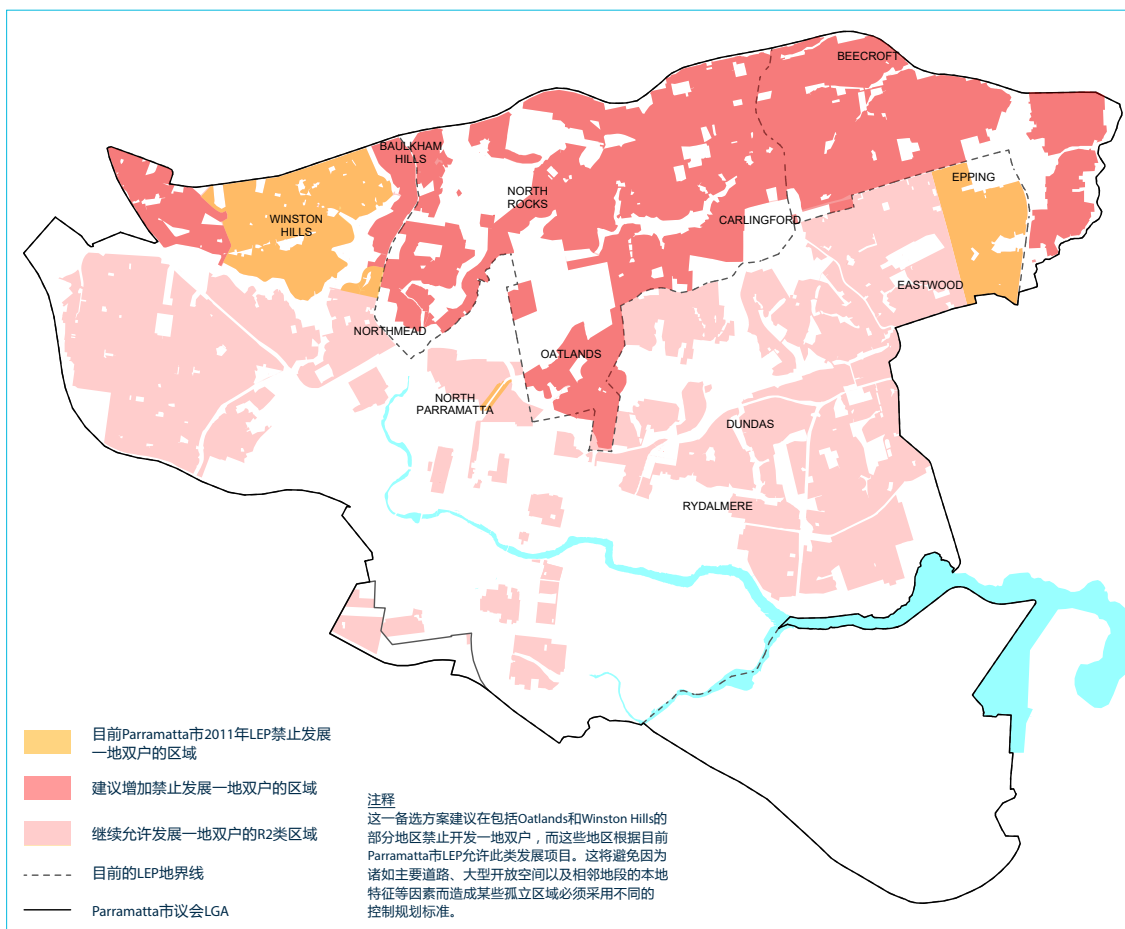 BEECROFT
BAULKHAM
HILLS
EPPING
NORTH
ROCKS
WINSTON
HILLS
CARLINGFORD
EASTWOOD
NORTHMEAD
OATLANDS
NORTH
PARRAMATTA
DUNDAS
RYDALMERE
目前Parramatta市2011年LEP禁止发展
一地双户的区域
建议增加禁止发展一地双户的区域
继续允许发展一地双户的R2类区域
目前的LEP地界线
Parramatta市议会LGA
注释
这一备选方案建议在包括Oatlands和Winston Hills的
部分地区禁止开发一地双户，而这些地区根据目前
Parramatta市LEP允许此类发展项目。这将避免因为
诸如主要道路、大型开放空间以及相邻地段的本地
特征等因素而造成某些孤立区域必须采用不同的
控制规划标准。